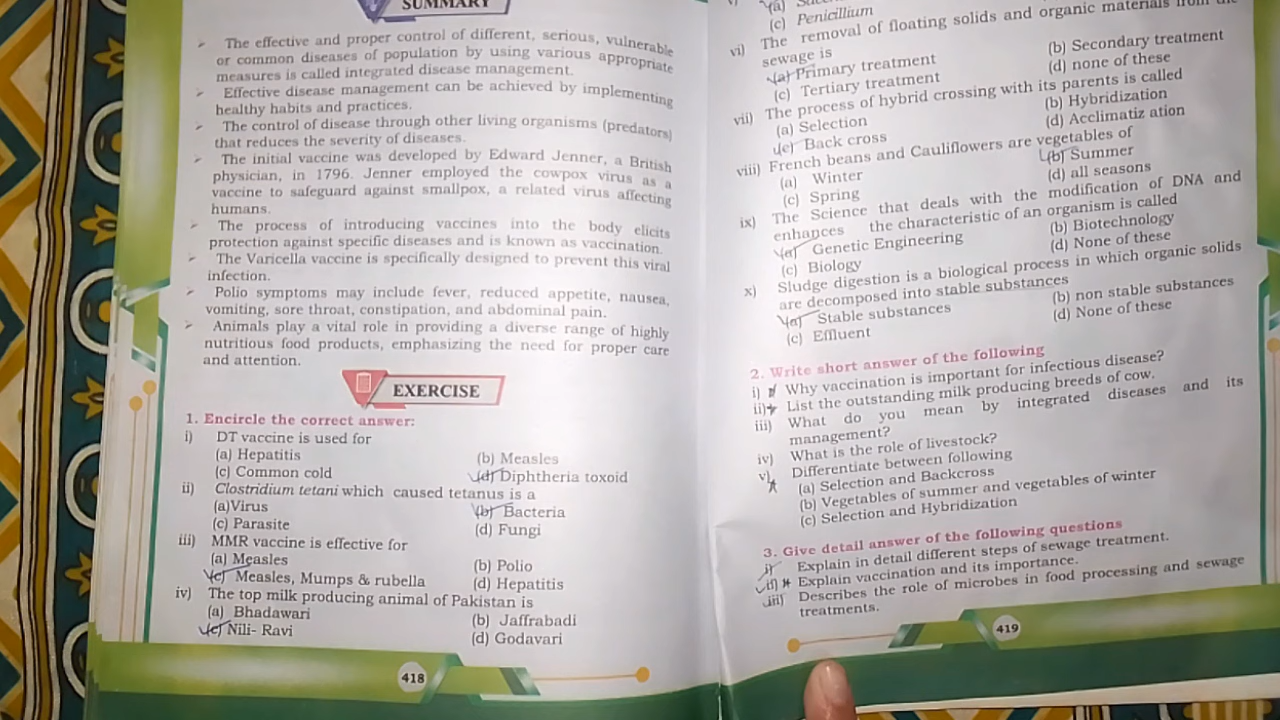 SUMMARY
➢ The effective and proper control of different, serious, vulnerable
or common diseases of population by using various appropriate
measures is called integrated disease management.
➢ Effective disease management can be achieved by implementing
healthy habits and practices.
➢ The control of disease through other living organisms (predators)
that reduces the severity of diseases.
➢ The initial vaccine was developed by Edward Jenner, a British
physician, in 1796. Jenner employed the cowpox virus as a
vaccine to safeguard against smallpox, a related virus affecting
humans.
➢ The process of introducing vaccines into the body elicits
protection against specific diseases and is known as vaccination.
➢ The Varicella vaccine is specifically designed to prevent this viral
infection.
➢ Polio symptoms may include fever, reduced appetite, nausea,
vomiting, sore throat, constipation, and abdominal pain.
➢ Animals play a vital role in providing a diverse range of highly
nutritious food products, emphasizing the need for proper care
and attention.
EXERCISE
1. Encircle the correct answer:
i) DT vaccine is used for
(a) Hepatitis (b) Measles
(c) Common cold (d) Diphtheria toxoid
ii) Clostridium tetani which caused tetanus is a
(a)Virus (b) Bacteria
(c) Parasite (d) Fungi
iii) MMR vaccine is effective for
(a) Measles (b) Polio
(c) Measles, Mumps & rubella (d) Hepatitis
iv) The top milk producing animal of Pakistan is
(a) Bhadawari (b) Jaffrabadi
(c) Nili- Ravi (d) Godavari
418
(a)
(c) Penicillium
vi) The removal of floating solids and organic materials from the
sewage is
(a) Primary treatment (b) Secondary treatment
(c) Tertiary treatment (d) none of these
vii) The process of hybrid crossing with its parents is called
(a) Selection (b) Hybridization
(c) Back cross (d) Acclimatiz ation
viii) French beans and Cauliflowers are vegetables of
(a) Winter (b) Summer
(c) Spring (d) all seasons
ix) The Science that deals with the modification of DNA and
enhances the characteristic of an organism is called
(a) Genetic Engineering (b) Biotechnology
(c) Biology (d) None of these
x) Sludge digestion is a biological process in which organic solids
are decomposed into stable substances
(a) Stable substances (b) non stable substances
(c) Effluent (d) None of these
2. Write short answer of the following
i) Why vaccination is important for infectious disease?
ii) List the outstanding milk producing breeds of cow.
iii) What do you mean by integrated diseases and its
management?
iv) What is the role of livestock?
v) Differentiate between following
(a) Selection and Backcross
(b) Vegetables of summer and vegetables of winter
(c) Selection and Hybridization
3. Give detail answer of the following questions
i) Explain in detail different steps of sewage treatment.
ii) Explain vaccination and its importance.
iii) Describes the role of microbes in food processing and sewage
treatments.
419